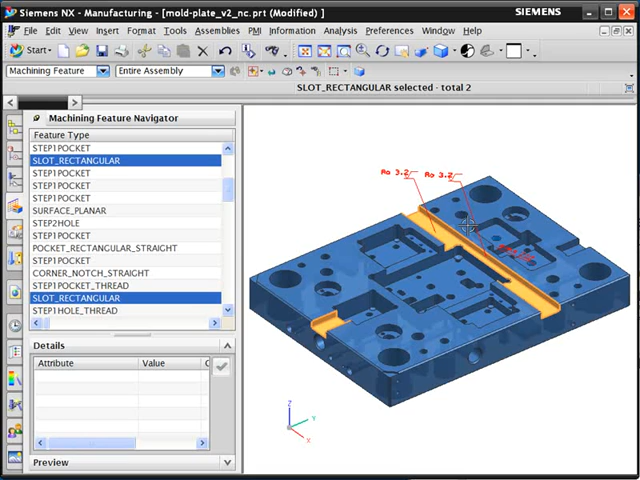 Siemens NX - Manufacturing - [mold-plate_v2_nc.prt (Modified) ]
SIEMENS
File Edit View Insert Format Tools Assemblies PMI Information Analysis Preferences Window Help
Start
Machining Feature Entire Assembly
SLOT_RECTANGULAR selected - total 2
Machining Feature Navigator
Feature Type
STEP1POCKET
SLOT_RECTANGULAR
STEP1POCKET
STEP1POCKET
STEP1POCKET
SURFACE_PLANAR
STEP2HOLE
STEP1POCKET
POCKET_RECTANGULAR_STRAIGHT
STEP1POCKET
CORNER_NOTCH_STRAIGHT
STEP1POCKET_THREAD
SLOT_RECTANGULAR
STEP1HOLE_THREAD
Details
Attribute Value
Preview
Ra 3.2 Ra 3.2
Z
Y
X